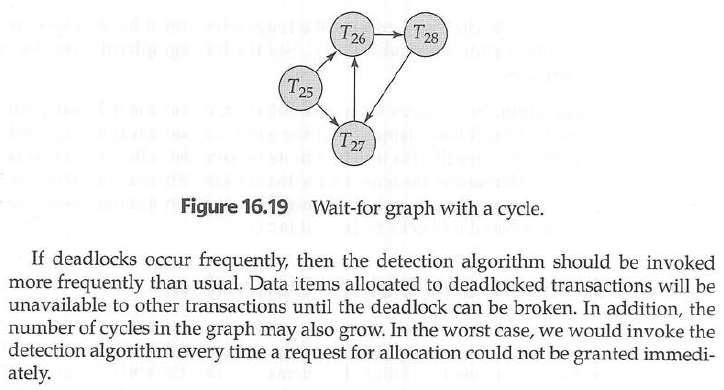 T26
T28
T25
T27
Figure 16.19 Wait-for graph with a cycle.
If deadlocks occur frequently, then the detection algorithm should be invoked
more frequently than usual. Data items allocated to deadlocked transactions will be
unavailable to other transactions until the deadlock can be broken. In addition, the
number of cycles in the graph may also grow. In the worst case, we would invoke the
detection algorithm every time a request for allocation could not be granted immedi-
ately.